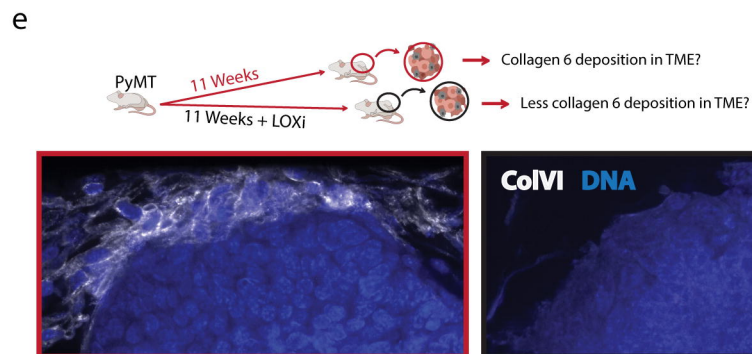 e
PyMT
11 Weeks
11 Weeks + LOXi
Collagen 6 deposition in TME?
Less collagen 6 deposition in TME?
ColVI DNA